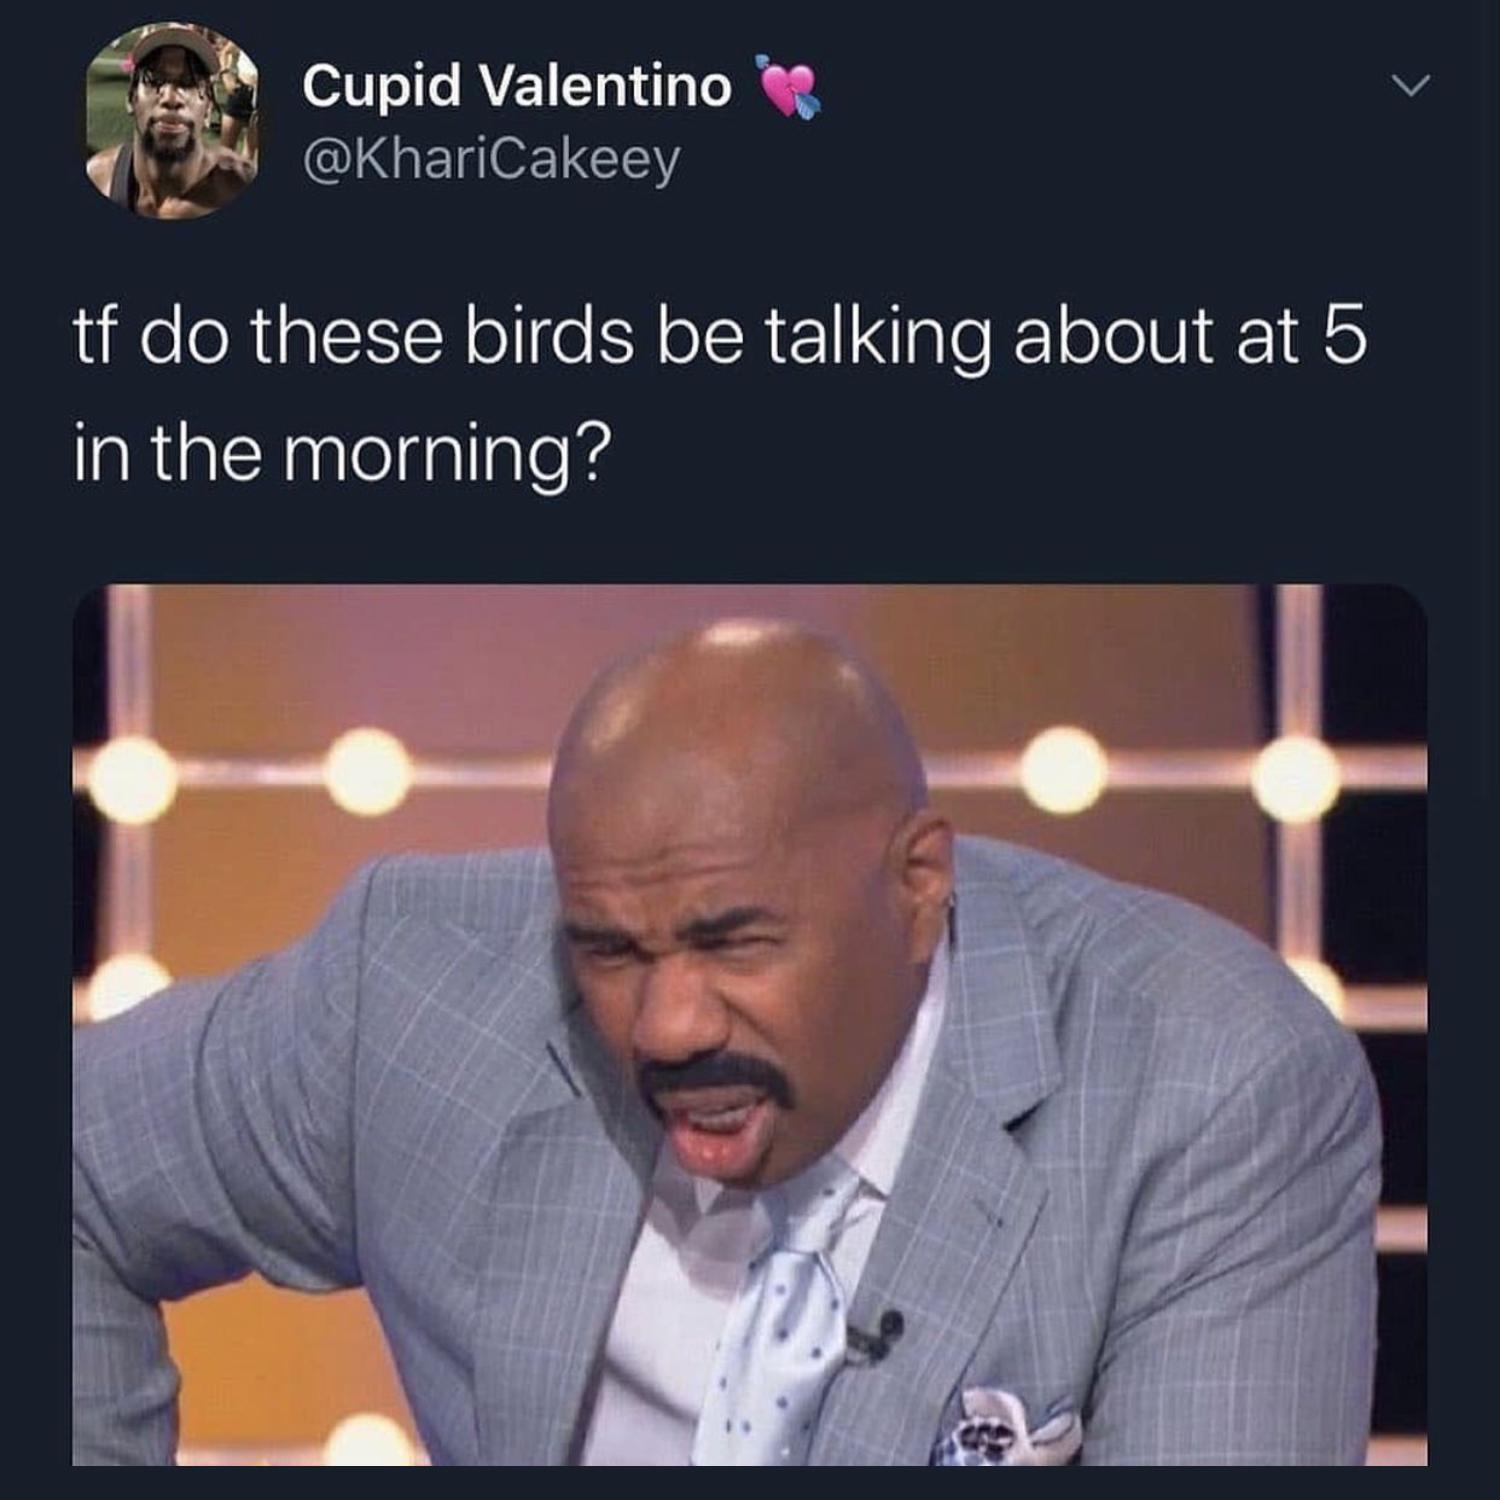 Cupid Valentino 💘
@KhariCakeey
tf do these birds be talking about at 5
in the morning?